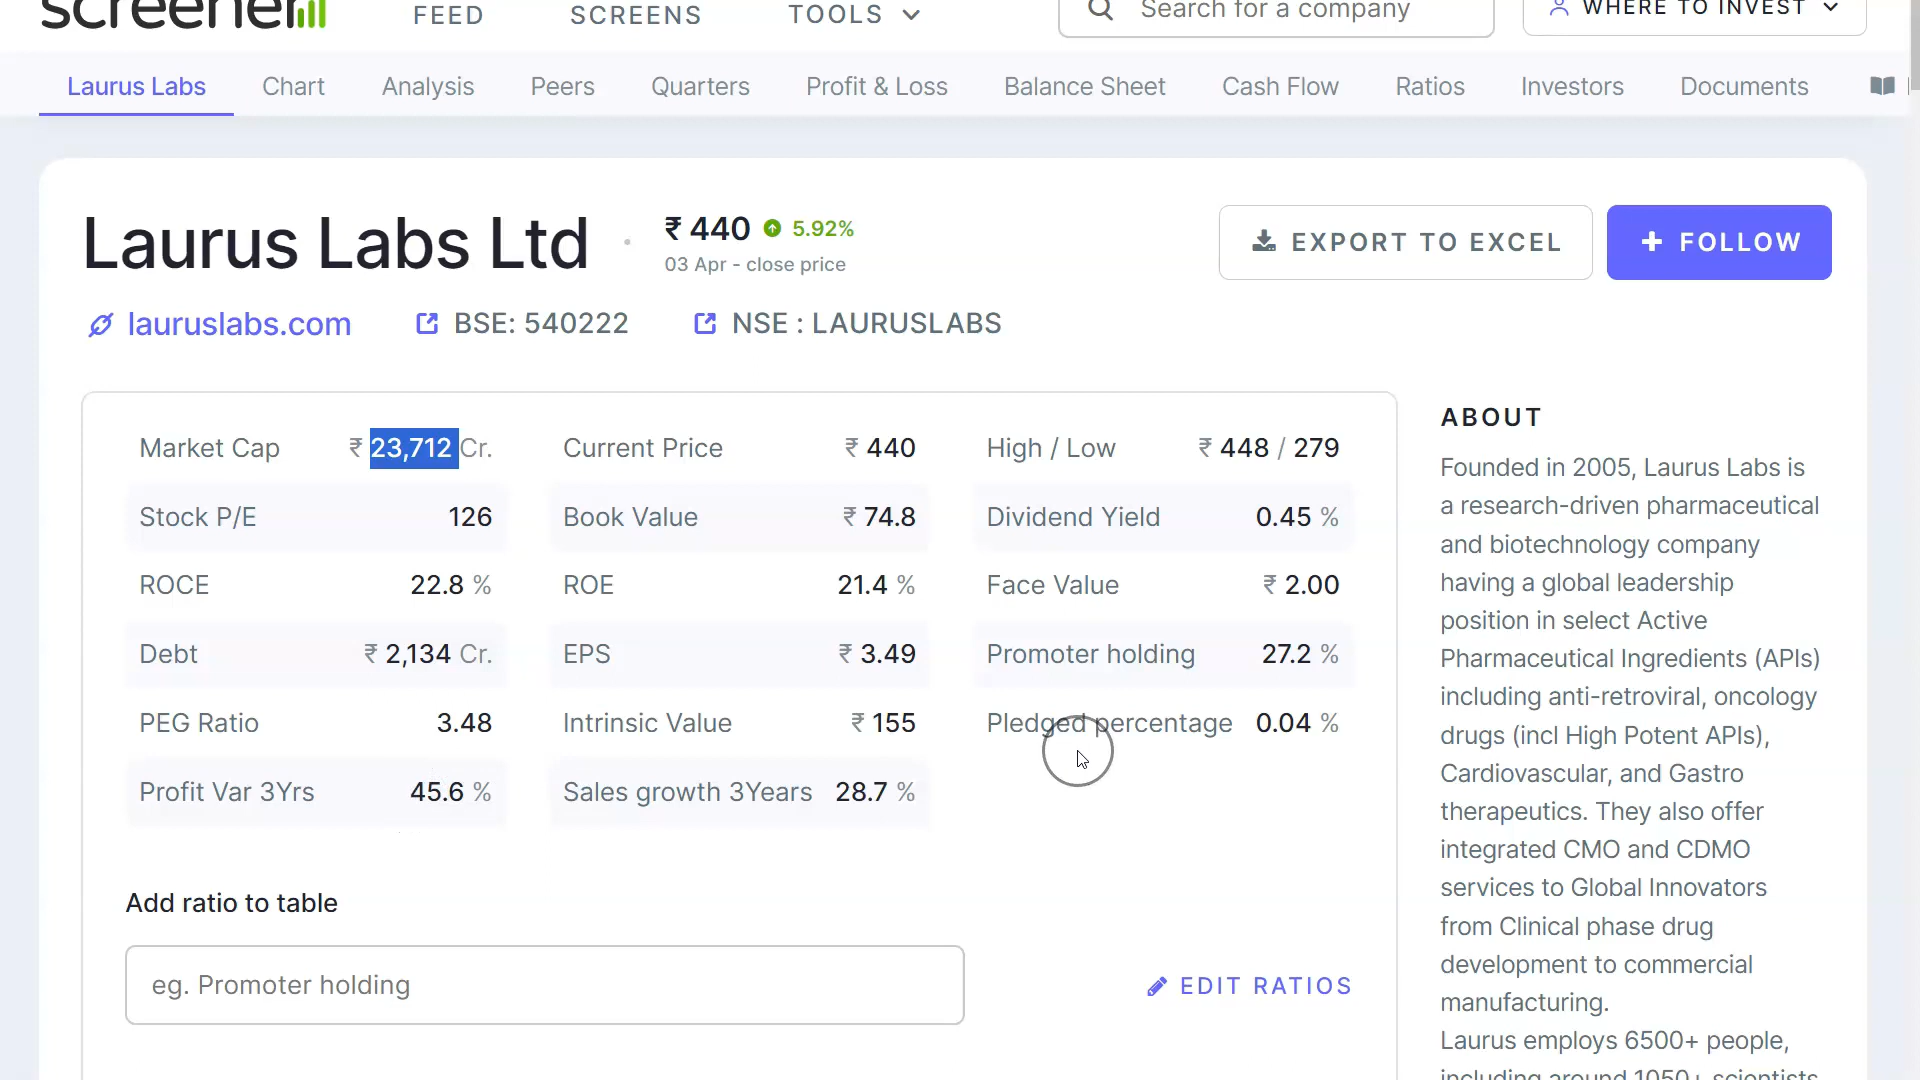 screener
FEED
SCREENS
TOOLS
Search for a company
WHERE TO INVEST
Laurus Labs
Chart
Analysis
Peers
Quarters
Profit & Loss
Balance Sheet
Cash Flow
Ratios
Investors
Documents
Laurus Labs Ltd
₹ 440 5.92%
03 Apr - close price
EXPORT TO EXCEL
+ FOLLOW
lauruslabs.com
BSE: 540222
NSE : LAURUSLABS
Market Cap ₹ 23,712 Cr.
Current Price ₹ 440
High / Low ₹ 448 / 279
Stock P/E 126
Book Value ₹ 74.8
Dividend Yield 0.45 %
ROCE 22.8 %
ROE 21.4 %
Face Value ₹ 2.00
Debt ₹ 2,134 Cr.
EPS ₹ 3.49
Promoter holding 27.2 %
PEG Ratio 3.48
Intrinsic Value ₹ 155
Pledged percentage 0.04 %
Profit Var 3Yrs 45.6 %
Sales growth 3Years 28.7 %
Add ratio to table
eg. Promoter holding
EDIT RATIOS
ABOUT
Founded in 2005, Laurus Labs is
a research-driven pharmaceutical
and biotechnology company
having a global leadership
position in select Active
Pharmaceutical Ingredients (APIs)
including anti-retroviral, oncology
drugs (incl High Potent APIs),
Cardiovascular, and Gastro
therapeutics. They also offer
integrated CMO and CDMO
services to Global Innovators
from Clinical phase drug
development to commercial
manufacturing.
Laurus employs 6500+ people,
including around 1050+ scientists